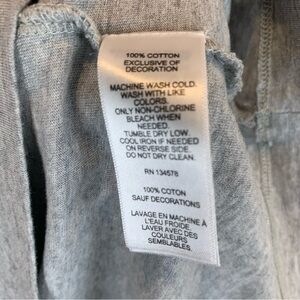 100% COTTON
EXCLUSIVE OF
DECORATION
MACHINE WASH COLD.
WASH WITH LIKE
COLORS.
ONLY NON-CHLORINE
BLEACH WHEN
NEEDED.
TUMBLE DRY LOW
COOL IRON IF NEEDED
ON REVERSE SIDE.
DO NOT DRY CLEAN.
RN 134578
100% COTON
SAUF DECORATIONS
LAVAGE EN MACHINE À
L'EAU FROIDE.
LAVER AVEC DES
COULEURS
SEMBLABLES.